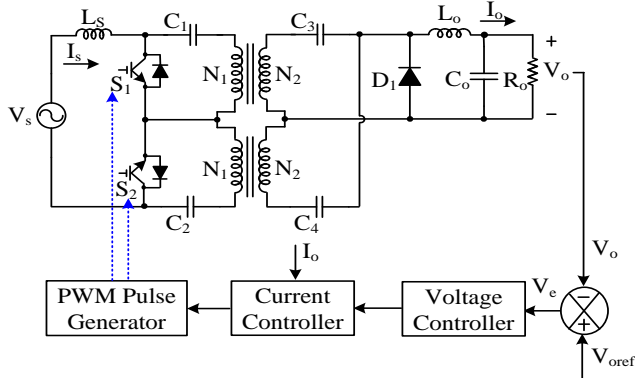 L_S
C_1
C_3
L_o
I_o
I_s
+
S_1
N_1
N_2
D_1
C_o
R_o
V_o
V_s
−
N_1
N_2
S_2
C_2
C_4
V_o
I_o
V_e
PWM Pulse
Generator
Current
Controller
Voltage
Controller
−
+
V_oref